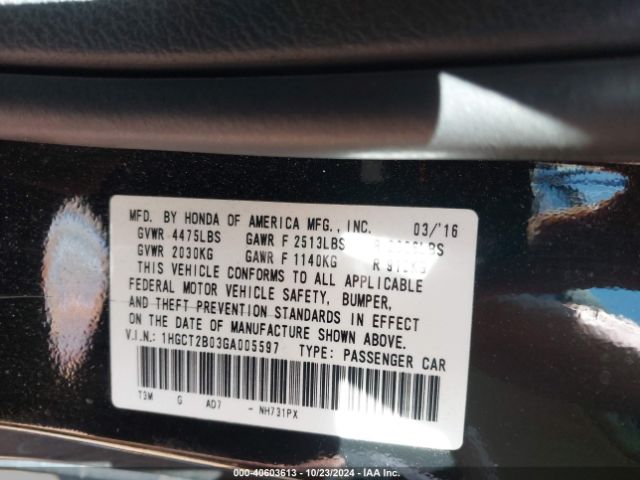 MFD. BY HONDA OF AMERICA MFG., INC. 03/'16
GVWR 4475LBS GAWR F 2513LBS
GVWR 2030KG GAWR F 1140KG R
THIS VEHICLE CONFORMS TO ALL APPLICABLE
FEDERAL MOTOR VEHICLE SAFETY, BUMPER,
AND THEFT PREVENTION STANDARDS IN EFFECT
ON THE DATE OF MANUFACTURE SHOWN ABOVE.
V.I.N.: 1HGCT2B03GA005597 TYPE: PASSENGER CAR
T3M G AD7 - NH731PX
000-40603613 - 10/23/2024 - IAA Inc.